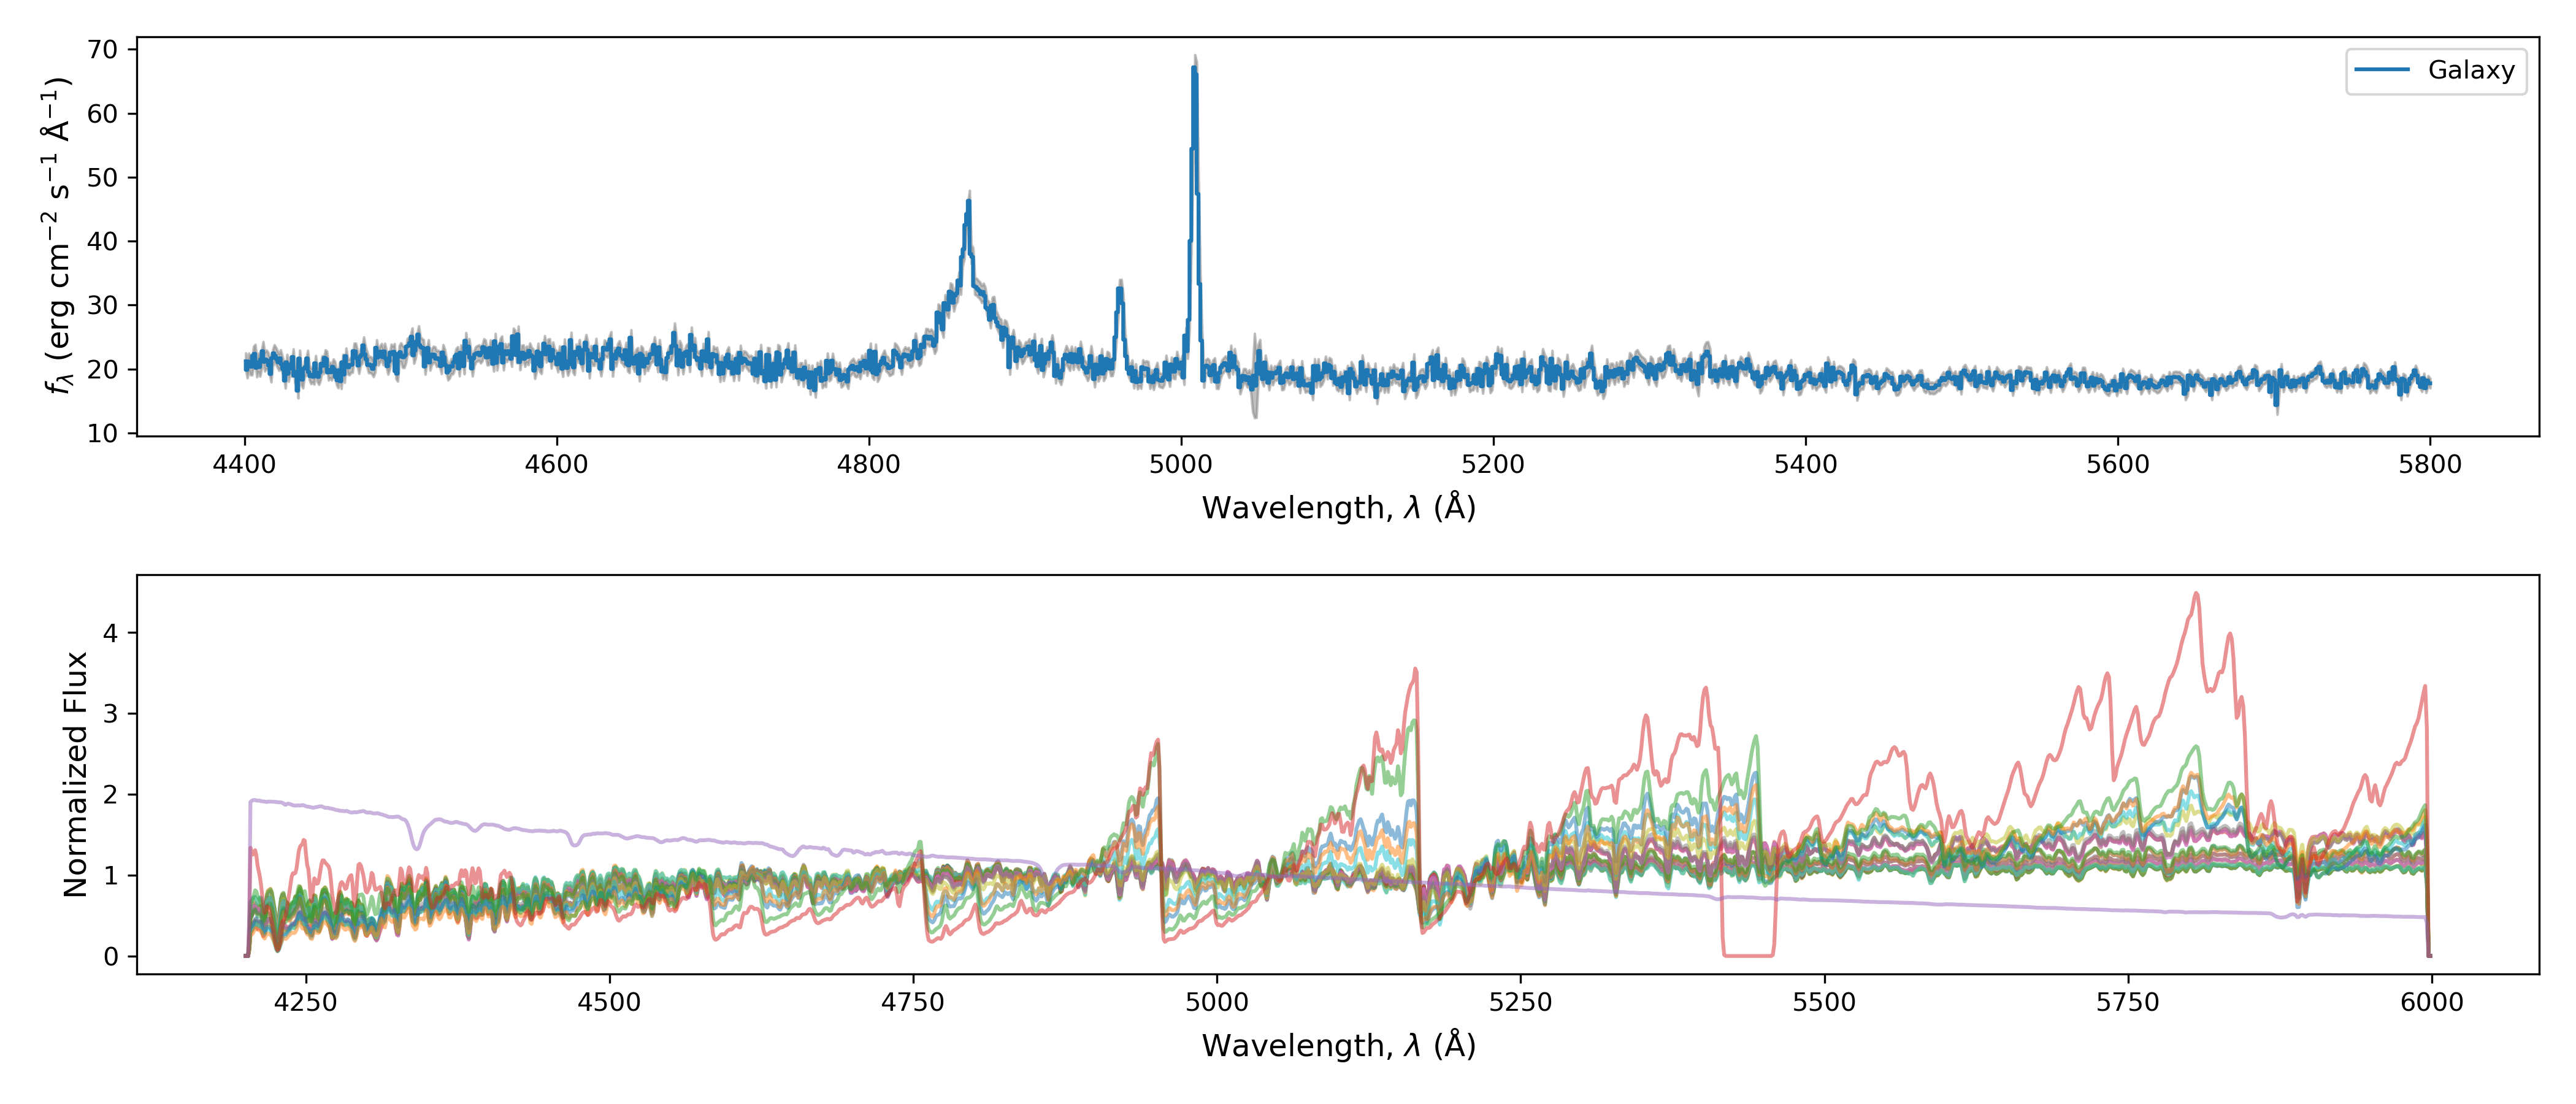 70
60
50
40
30
20
10
fλ (erg cm⁻² s⁻¹ Å⁻¹)
Galaxy
4400 4600 4800 5000 5200 5400 5600 5800
Wavelength, λ (Å)
4
3
2
1
0
Normalized Flux
4250 4500 4750 5000 5250 5500 5750 6000
Wavelength, λ (Å)